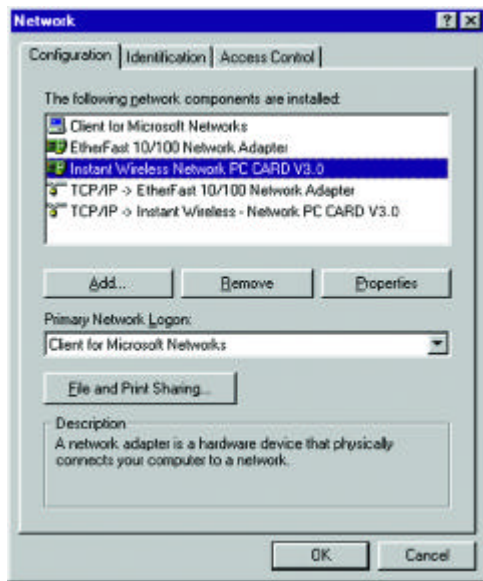 Network
Configuration Identification Access Control
The following network components are installed:
Client for Microsoft Networks
EtherFast 10/100 Network Adapter
Instant Wireless Network PC CARD V3.0
TCP/IP -> EtherFast 10/100 Network Adapter
TCP/IP -> Instant Wireless - Network PC CARD V3.0
Add... Remove Properties
Primary Network Logon:
Client for Microsoft Networks
File and Print Sharing...
Description
A network adapter is a hardware device that physically
connects your computer to a network.
OK Cancel